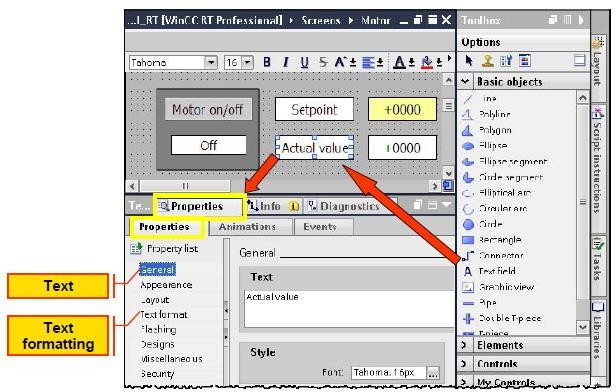 ..._RT [WinCC RT Professional] ▸ Screens ▸ Motor
Toolbox
Options
Tahoma 16 B I U S A
Basic objects
Line
Polyline
Polygon
Ellipse
Ellipse segment
Circle segment
Elliptical arc
Circular arc
Circle
Rectangle
Connector
Text field
Graphic view
Pipe
Double T-piece
T-piece
Elements
Controls
My Controls
Layout
Script instructions
Tasks
Libraries
Motor on/off
Setpoint
+0000
Off
Actual value
+0000
Te...
Properties
Info
Diagnostics
Properties
Animations
Events
Property list
General
Appearance
Layout
Text format
Flashing
Designs
Miscellaneous
Security
General
Text
Actual value
Style
Font: Tahoma, 16px ...
Text
Text
formatting